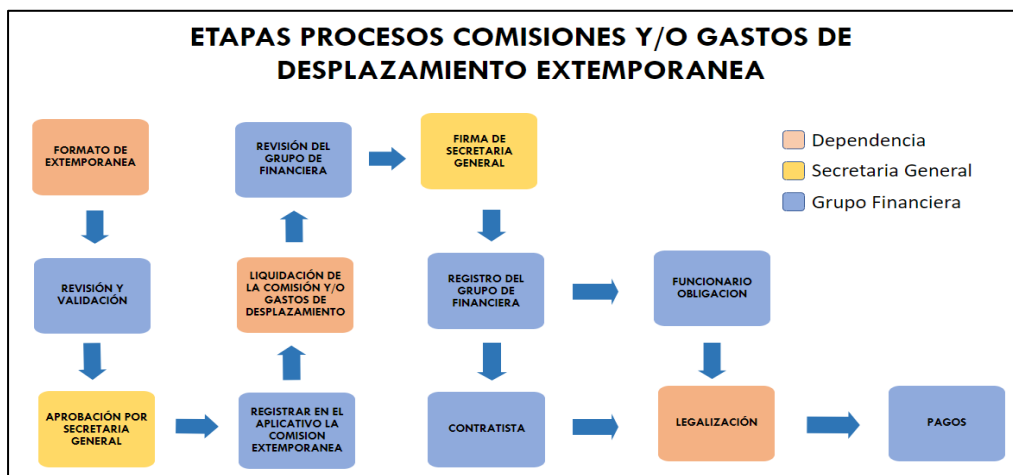 ETAPAS PROCESOS COMISIONES Y/O GASTOS DE
DESPLAZAMIENTO EXTEMPORANEA
FORMATO DE
EXTEMPORANEA
REVISIÓN Y
VALIDACIÓN
APROBACIÓN POR
SECRETARIA
GENERAL
REGISTRAR EN EL
APLICATIVO LA
COMISION
EXTEMPORANEA
LIQUIDACIÓN DE
LA COMISIÓN Y/O
GASTOS DE
DESPLAZAMIENTO
REVISIÓN DEL
GRUPO DE
FINANCIERA
FIRMA DE
SECRETARIA
GENERAL
REGISTRO DEL
GRUPO DE
FINANCIERA
FUNCIONARIO
OBLIGACION
CONTRATISTA
LEGALIZACIÓN
PAGOS
Dependencia
Secretaria General
Grupo Financiera